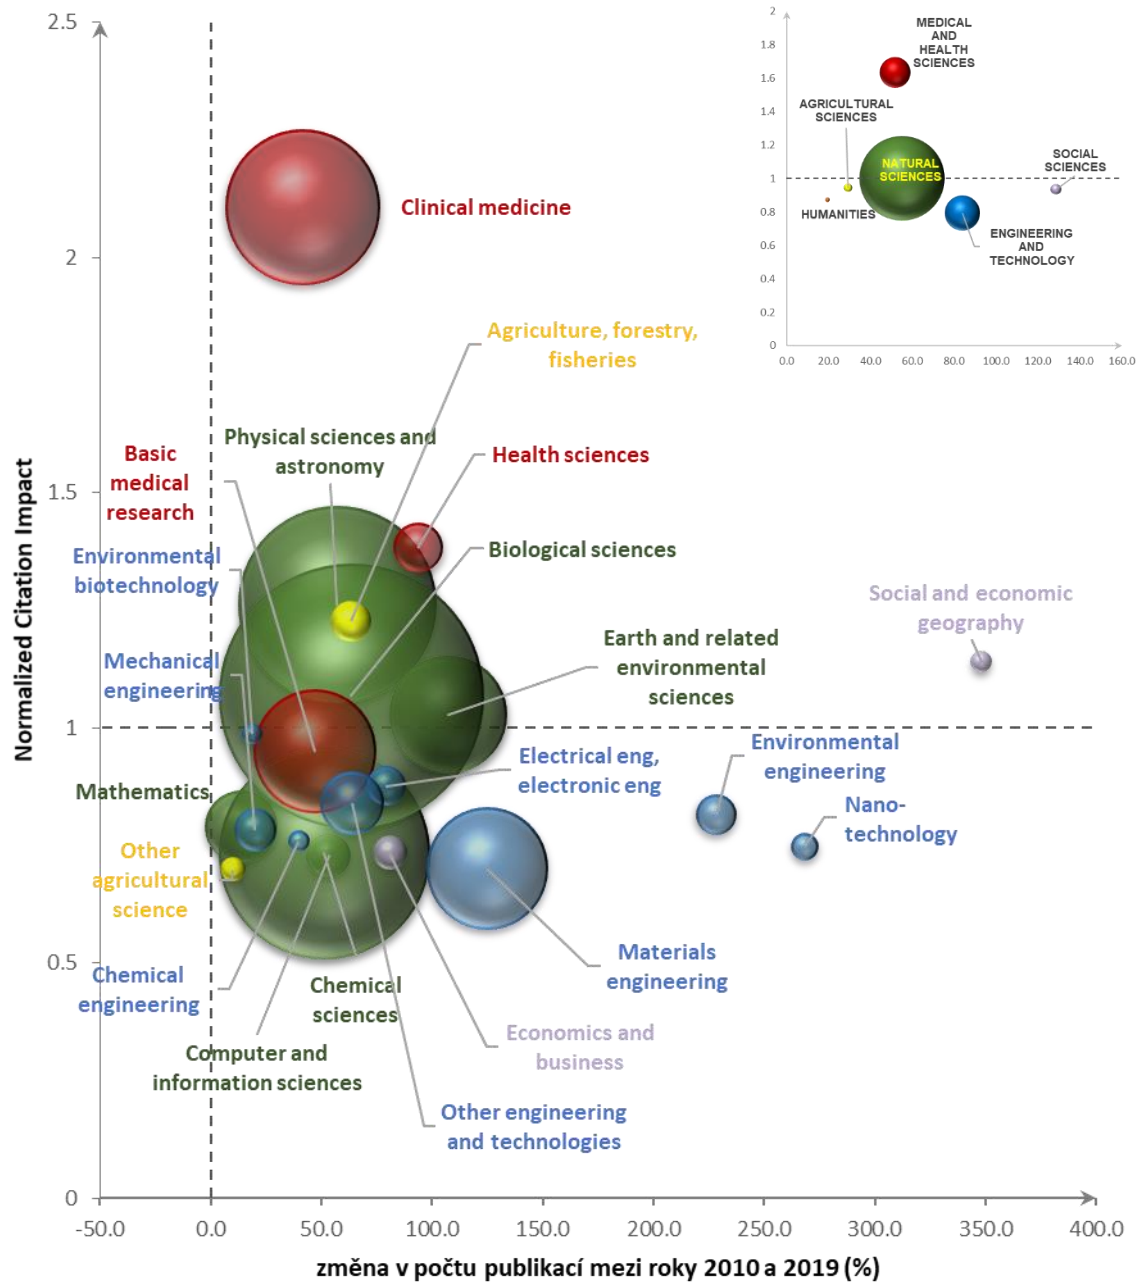 2.5
2
1.5
1
0.5
0
-50.0
0.0
50.0
100.0
150.0
200.0
250.0
300.0
350.0
400.0
Normalized Citation Impact
změna v počtu publikací mezi roky 2010 a 2019 (%)
Clinical medicine
Agriculture, forestry,
fisheries
Physical sciences and
astronomy
Basic
medical
research
Health sciences
Environmental
biotechnology
Biological sciences
Social and economic
geography
Earth and related
environmental
sciences
Mechanical
engineering
Electrical eng,
electronic eng
Environmental
engineering
Mathematics
Nano-
technology
Other
agricultural
science
Materials
engineering
Chemical
engineering
Chemical
sciences
Economics and
business
Computer and
information sciences
Other engineering
and technologies
2
1.8
1.6
1.4
1.2
1
0.8
0.6
0.4
0.2
0
0.0
20.0
40.0
60.0
80.0
100.0
120.0
140.0
160.0
MEDICAL
AND
HEALTH
SCIENCES
AGRICULTURAL
SCIENCES
NATURAL
SCIENCES
SOCIAL
SCIENCES
HUMANITIES
ENGINEERING
AND
TECHNOLOGY